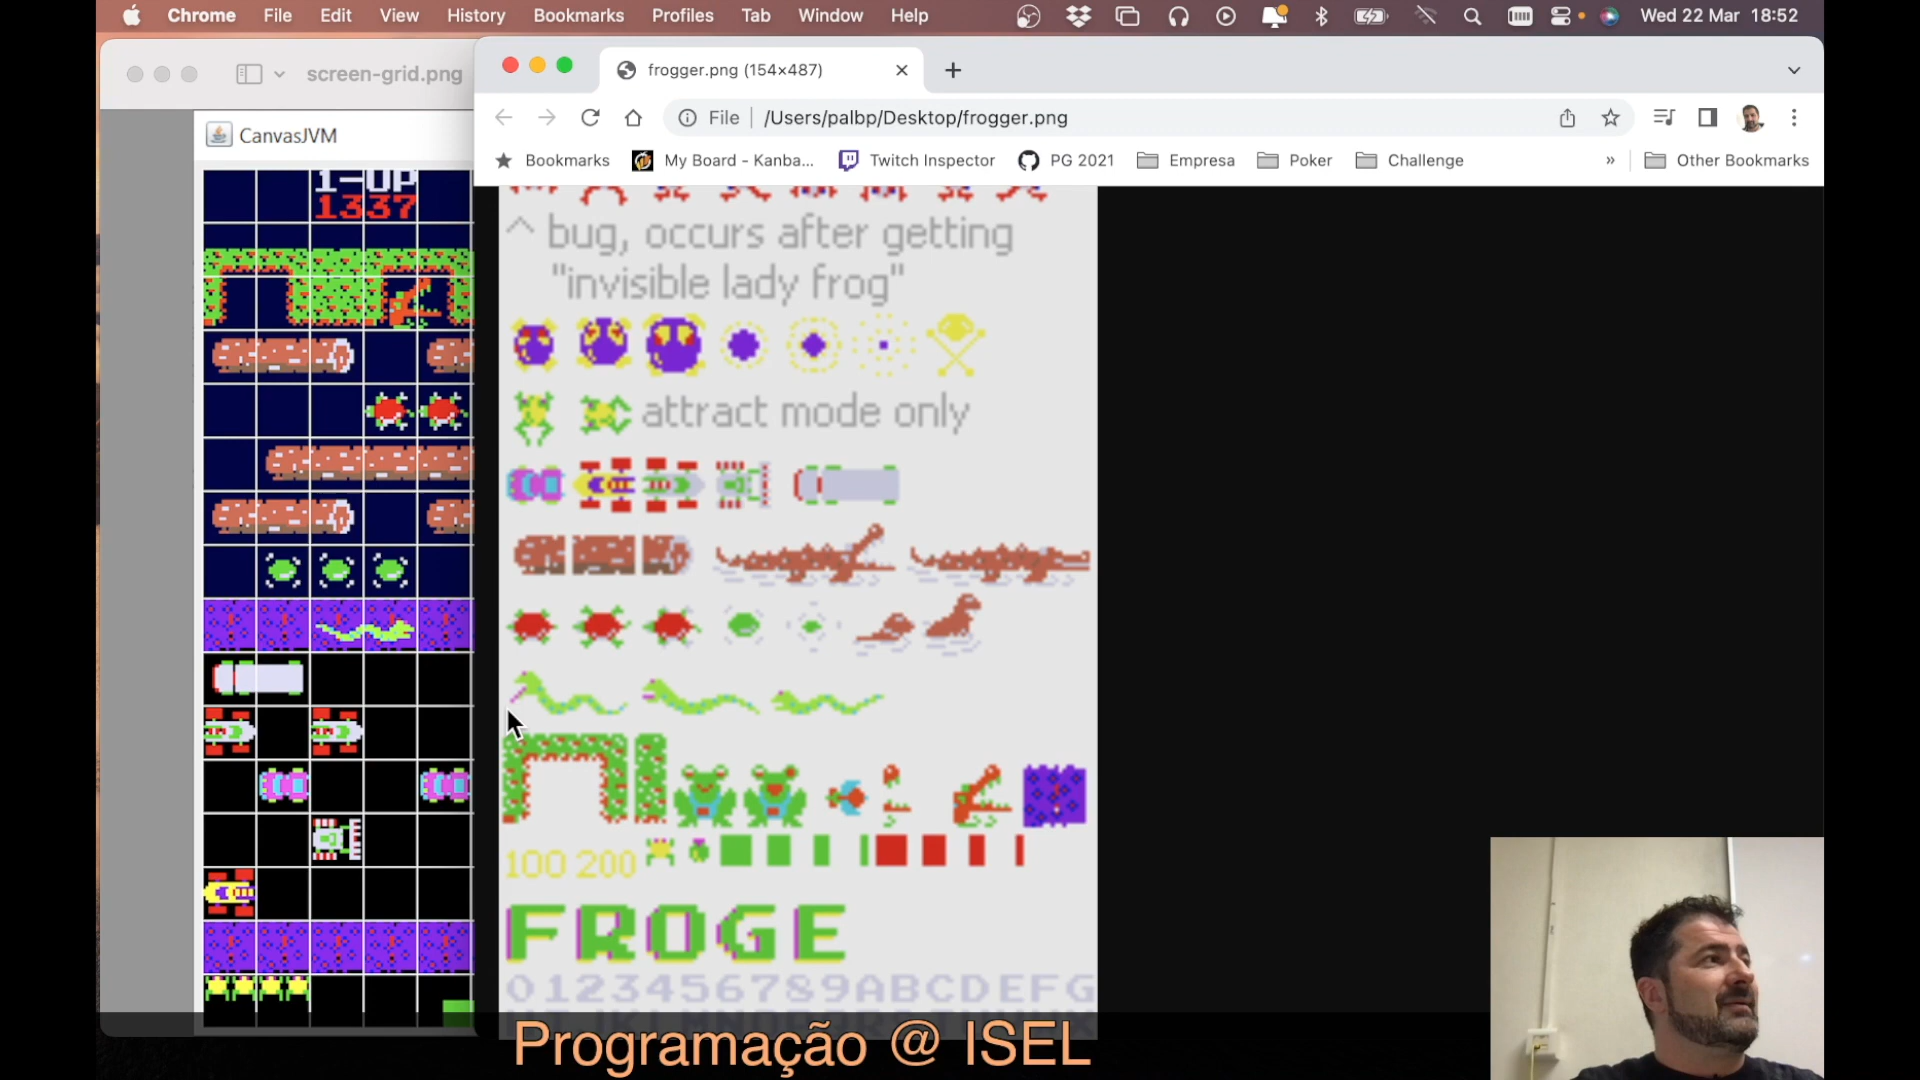 Chrome File Edit View History Bookmarks Profiles Tab Window Help Wed 22 Mar 18:52
screen-grid.png
frogger.png (154×487)
File /Users/palbp/Desktop/frogger.png
CanvasJVM
Bookmarks My Board - Kanba... Twitch Inspector PG 2021 Empresa Poker Challenge » Other Bookmarks
1-UP
1337
^ bug, occurs after getting
"invisible lady frog"
attract mode only
100 200
FROGE
0123456789ABCDEFG
Programação @ ISEL